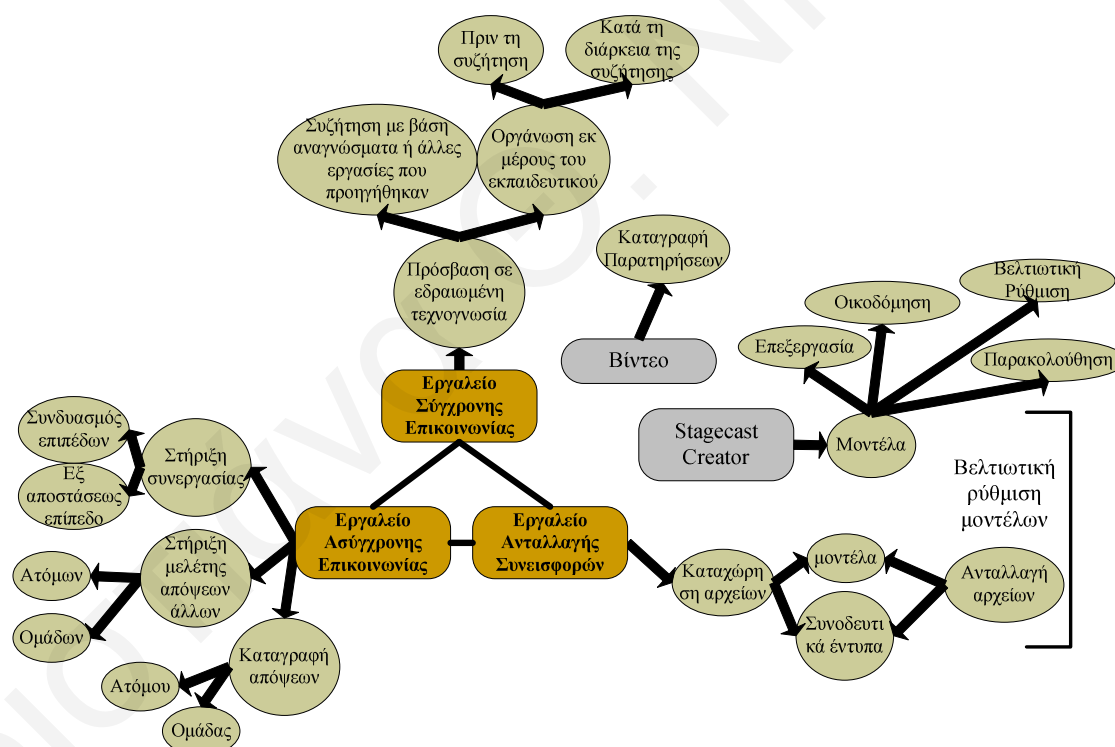 Πριν τη
συζήτηση
Κατά τη
διάρκεια της
συζήτησης
Συζήτηση με βάση
αναγνώσματα ή άλλες
εργασίες που
προηγήθηκαν
Οργάνωση εκ
μέρους του
εκπαιδευτικού
Πρόσβαση σε
εδραιωμένη
τεχνογνωσία
Καταγραφή
Παρατηρήσεων
Βίντεο
Βελτιωτική
Ρύθμιση
Οικοδόμηση
Επεξεργασία
Παρακολούθηση
Εργαλείο
Σύγχρονης
Επικοινωνίας
Stagecast
Creator
Μοντέλα
Βελτιωτική
ρύθμιση
μοντέλων
Συνδυασμός
επιπέδων
Εξ
αποστάσεως
επίπεδο
Στήριξη
συνεργασίας
Εργαλείο
Ασύγχρονης
Επικοινωνίας
Εργαλείο
Ανταλλαγής
Συνεισφορών
Στήριξη
μελέτης
απόψεων
άλλων
Ατόμων
Ομάδων
Καταγραφή
απόψεων
Ατόμου
Ομάδας
Καταχώρη
ση αρχείων
μοντέλα
Συνοδευτι
κά έντυπα
Ανταλλαγή
αρχείων